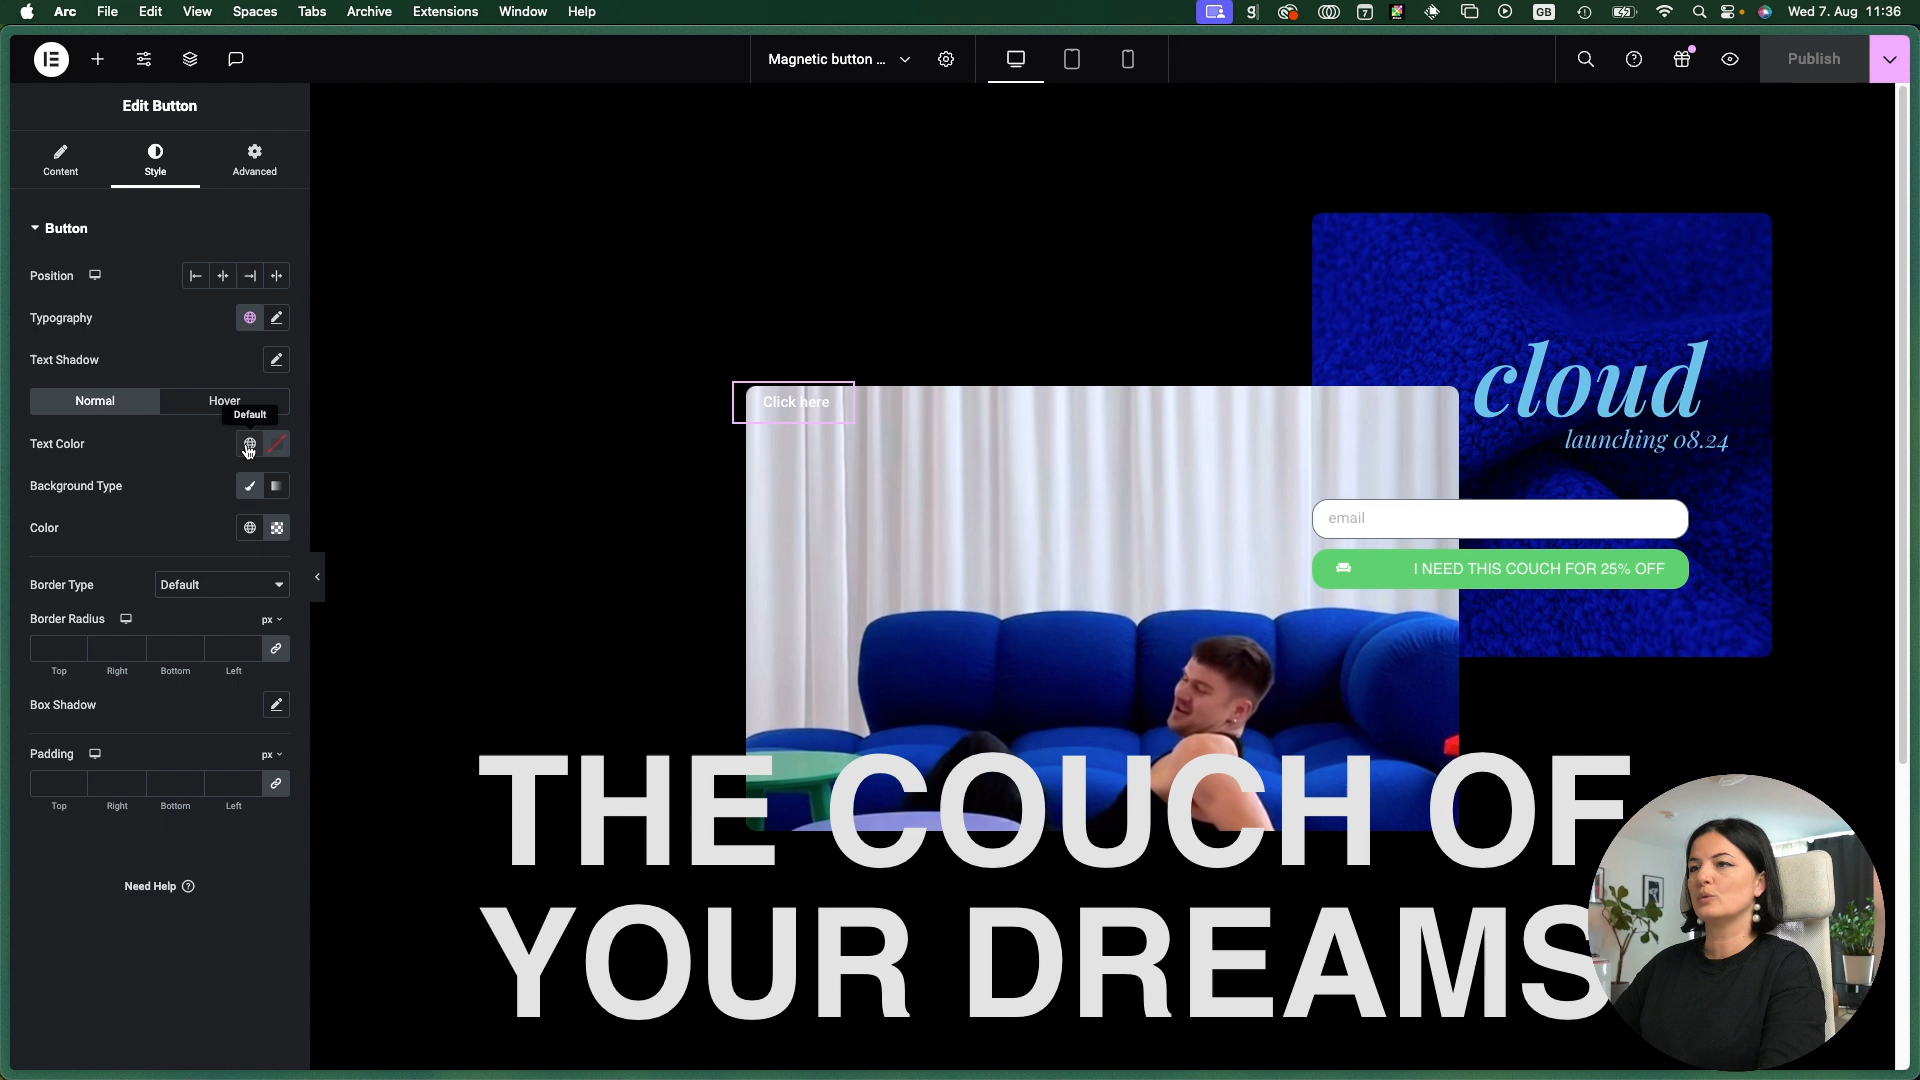 Arc File Edit View Spaces Tabs Archive Extensions Window Help
GB Wed 7. Aug 11:36
Magnetic button ...
Publish
Edit Button
Content Style Advanced
Button
Position
Typography
Text Shadow
Normal Hover
Default
Text Color
Background Type
Color
Border Type Default
Border Radius px
Top Right Bottom Left
Box Shadow
Padding px
Top Right Bottom Left
Need Help
Click here
cloud
launching 08.24
email
I NEED THIS COUCH FOR 25% OFF
THE COUCH OF
YOUR DREAMS